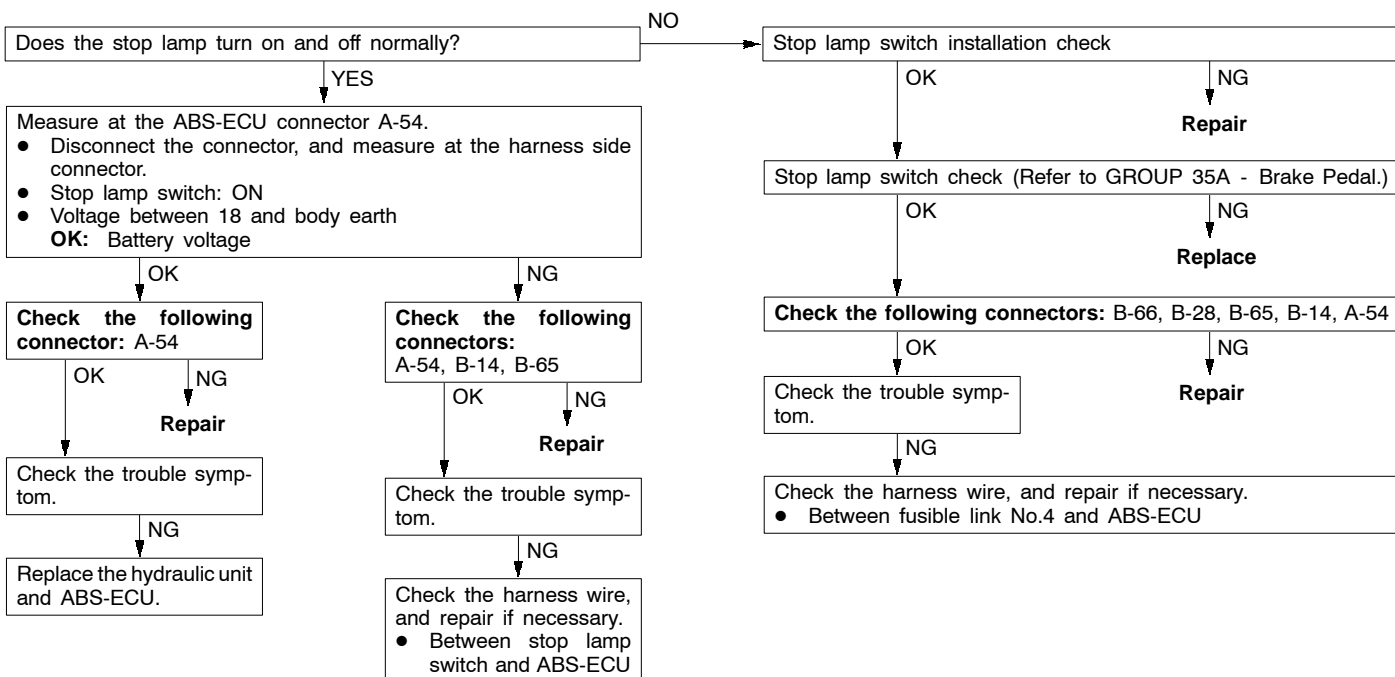 Does the stop lamp turn on and off normally?
NO
Stop lamp switch installation check
YES
OK
NG
Repair
Measure at the ABS-ECU connector A-54.
● Disconnect the connector, and measure at the harness side
connector.
● Stop lamp switch: ON
● Voltage between 18 and body earth
OK: Battery voltage
Stop lamp switch check (Refer to GROUP 35A - Brake Pedal.)
OK
NG
Replace
OK
NG
Check the following
connector: A-54
Check the following
connectors:
A-54, B-14, B-65
Check the following connectors: B-66, B-28, B-65, B-14, A-54
OK
NG
Repair
OK
NG
Repair
OK
NG
Repair
Check the trouble symp-
tom.
NG
Check the trouble symp-
tom.
NG
Check the trouble symp-
tom.
NG
Check the harness wire, and repair if necessary.
● Between fusible link No.4 and ABS-ECU
Replace the hydraulic unit
and ABS-ECU.
Check the harness wire,
and repair if necessary.
● Between stop lamp
switch and ABS-ECU